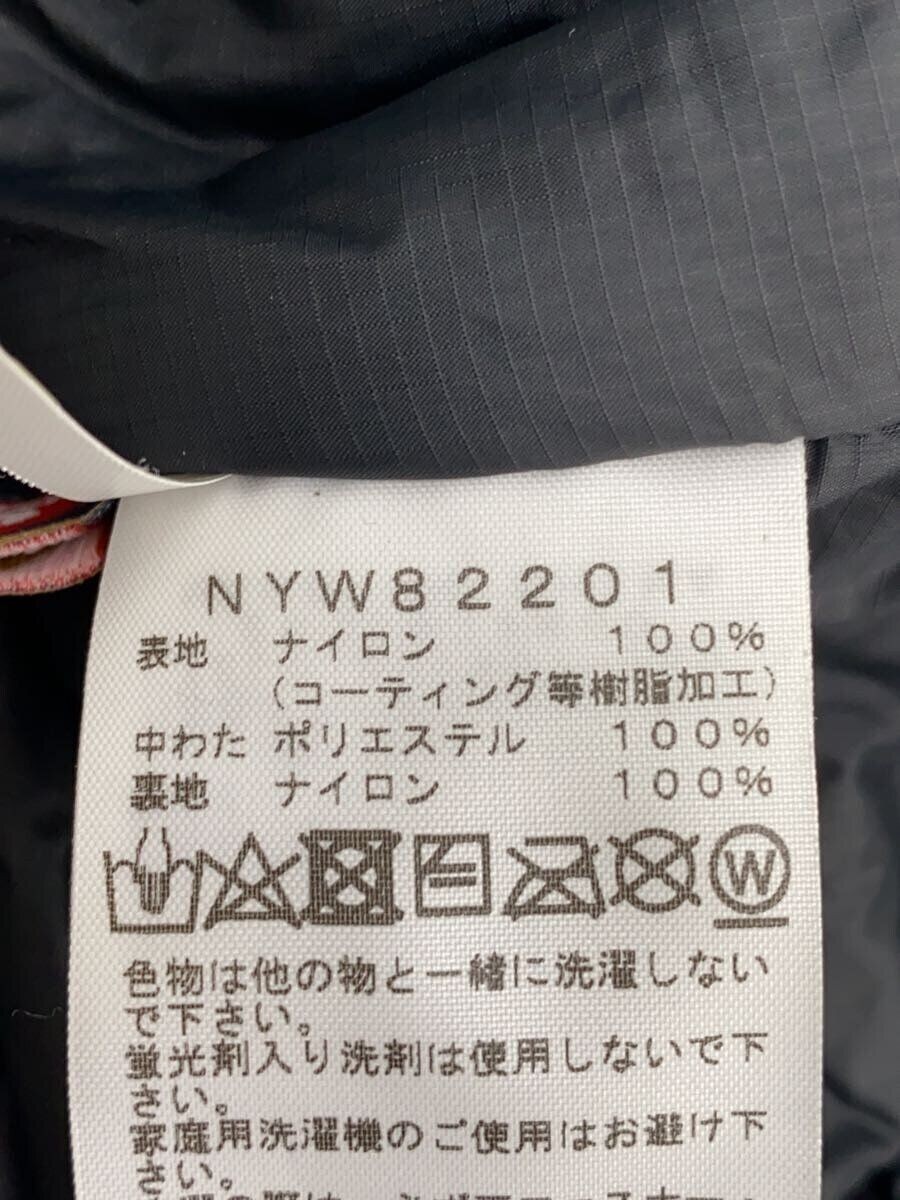 NYW82201
表地 ナイロン 100%
(コーティング等樹脂加工)
中わた ポリエステル 100%
裏地 ナイロン 100%
W
色物は他の物と一緒に洗濯しない
で下さい。
蛍光剤入り洗剤は使用しないで下
さい。
家庭用洗濯機のご使用はお避け下
さい。